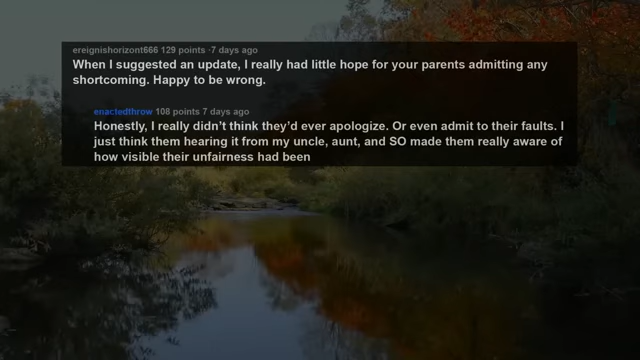 ereignishorizont666 129 points ·7 days ago
When I suggested an update, I really had little hope for your parents admitting any
shortcoming. Happy to be wrong.
enactedthrow 108 points 7 days ago
Honestly, I really didn't think they'd ever apologize. Or even admit to their faults. I
just think them hearing it from my uncle, aunt, and SO made them really aware of
how visible their unfairness had been